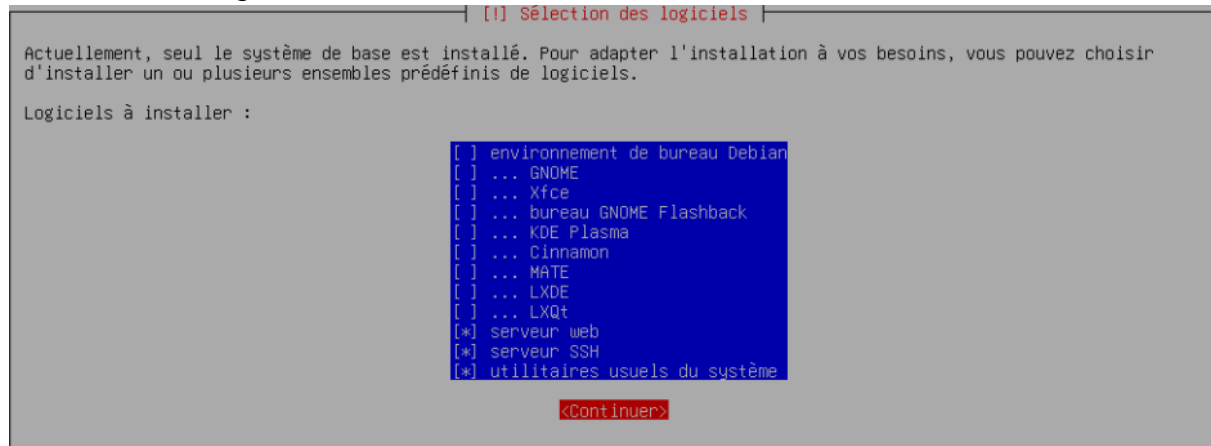 [!] Sélection des logiciels
Actuellement, seul le système de base est installé. Pour adapter l'installation à vos besoins, vous pouvez choisir
d'installer un ou plusieurs ensembles prédéfinis de logiciels.
Logiciels à installer :
[ ] environnement de bureau Debian
[ ] ... GNOME
[ ] ... Xfce
[ ] ... bureau GNOME Flashback
[ ] ... KDE Plasma
[ ] ... Cinnamon
[ ] ... MATE
[ ] ... LXDE
[ ] ... LXQt
[*] serveur web
[*] serveur SSH
[*] utilitaires usuels du système
<Continuer>